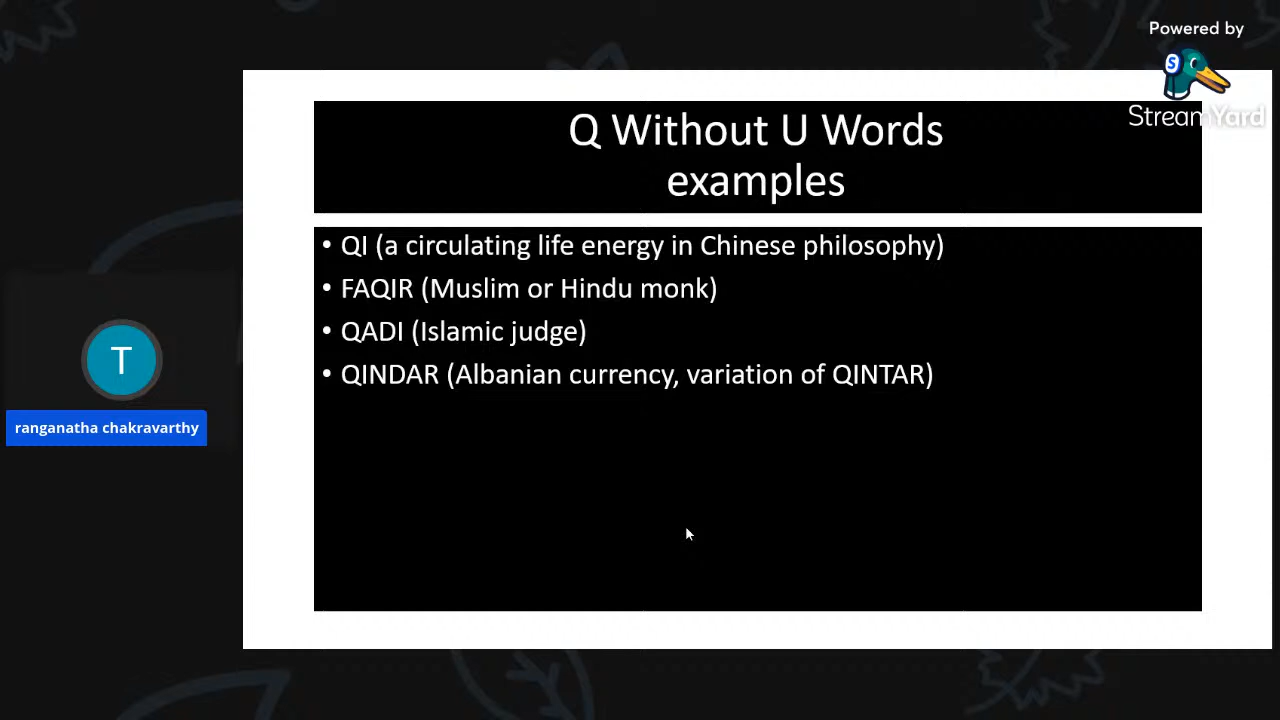 Powered by
StreamYard
Q Without U Words
examples
• QI (a circulating life energy in Chinese philosophy)
• FAQIR (Muslim or Hindu monk)
• QADI (Islamic judge)
• QINDAR (Albanian currency, variation of QINTAR)
T
ranganatha chakravarthy